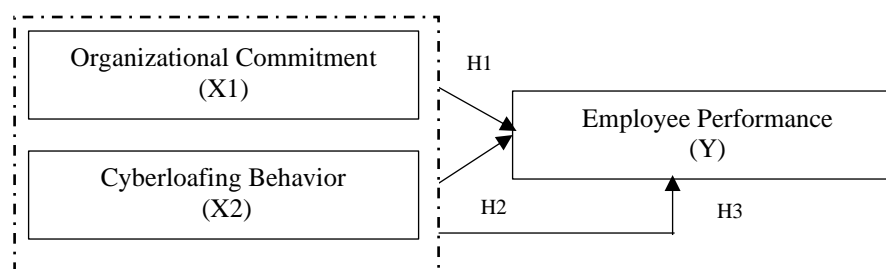 Organizational Commitment
(X1)
H1
Employee Performance
(Y)
Cyberloafing Behavior
(X2)
H2
H3